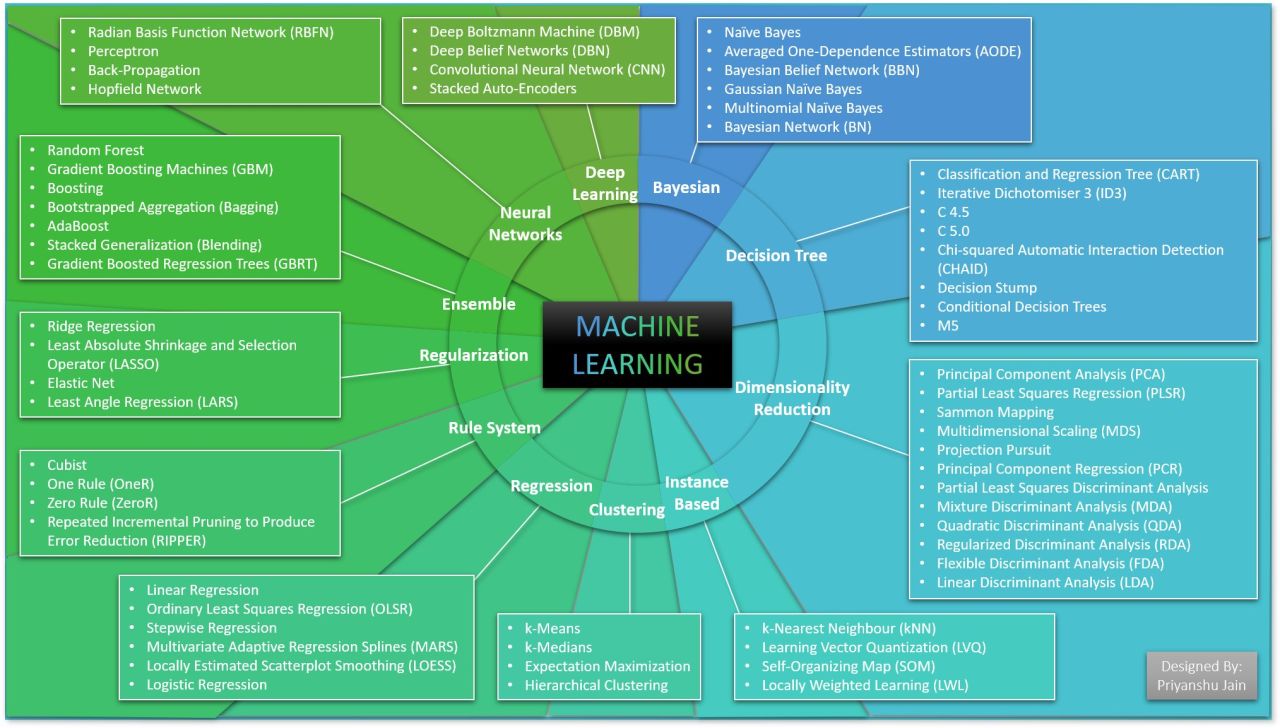 • Radian Basis Function Network (RBFN)
• Perceptron
• Back-Propagation
• Hopfield Network
• Deep Boltzmann Machine (DBM)
• Deep Belief Networks (DBN)
• Convolutional Neural Network (CNN)
• Stacked Auto-Encoders
• Naïve Bayes
• Averaged One-Dependence Estimators (AODE)
• Bayesian Belief Network (BBN)
• Gaussian Naïve Bayes
• Multinomial Naïve Bayes
• Bayesian Network (BN)
• Random Forest
• Gradient Boosting Machines (GBM)
• Boosting
• Bootstrapped Aggregation (Bagging)
• AdaBoost
• Stacked Generalization (Blending)
• Gradient Boosted Regression Trees (GBRT)
• Classification and Regression Tree (CART)
• Iterative Dichotomiser 3 (ID3)
• C 4.5
• C 5.0
• Chi-squared Automatic Interaction Detection
(CHAID)
• Decision Stump
• Conditional Decision Trees
• M5
Deep
Learning
Bayesian
Neural
Networks
Decision Tree
Ensemble
MACHINE
LEARNING
Regularization
Dimensionality
Reduction
Rule System
Regression
Clustering
Instance
Based
• Ridge Regression
• Least Absolute Shrinkage and Selection
Operator (LASSO)
• Elastic Net
• Least Angle Regression (LARS)
• Principal Component Analysis (PCA)
• Partial Least Squares Regression (PLSR)
• Sammon Mapping
• Multidimensional Scaling (MDS)
• Projection Pursuit
• Principal Component Regression (PCR)
• Partial Least Squares Discriminant Analysis
• Mixture Discriminant Analysis (MDA)
• Quadratic Discriminant Analysis (QDA)
• Regularized Discriminant Analysis (RDA)
• Flexible Discriminant Analysis (FDA)
• Linear Discriminant Analysis (LDA)
• Cubist
• One Rule (OneR)
• Zero Rule (ZeroR)
• Repeated Incremental Pruning to Produce
Error Reduction (RIPPER)
• Linear Regression
• Ordinary Least Squares Regression (OLSR)
• Stepwise Regression
• Multivariate Adaptive Regression Splines (MARS)
• Locally Estimated Scatterplot Smoothing (LOESS)
• Logistic Regression
• k-Means
• k-Medians
• Expectation Maximization
• Hierarchical Clustering
• k-Nearest Neighbour (kNN)
• Learning Vector Quantization (LVQ)
• Self-Organizing Map (SOM)
• Locally Weighted Learning (LWL)
Designed By:
Priyanshu Jain